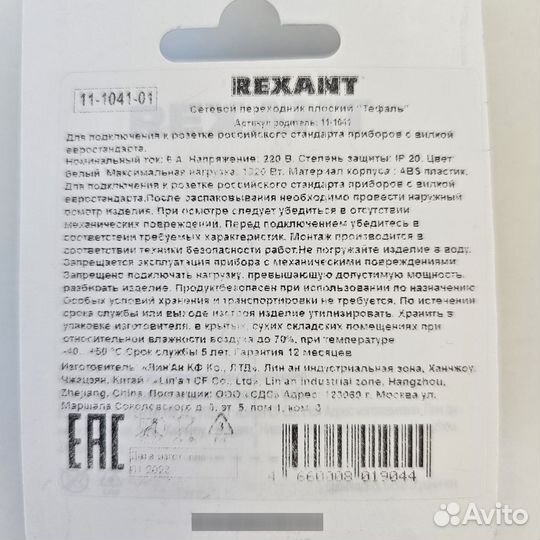 REXANT
11-1041-01
Сетевой переходник плоский "Тефаль"
Артикул родитель: 11-1041
Для подключения к розетке российского стандарта приборов с вилкой
евростандарта.
Номинальный ток: 6 А. Напряжение: 220 В. Степень защиты: IP 20. Цвет:
белый. Максимальная нагрузка: 1320 Вт. Материал корпуса: ABS пластик.
Для подключения к розетке российского стандарта приборов с вилкой
евростандарта.После распаковывания необходимо провести наружный
осмотр изделия. При осмотре следует убедиться в отсутствии
механических повреждений. Перед подключением убедитесь в
соответствии требуемых характеристик. Монтаж производится в
соответствии техники безопасности работ.Не погружайте изделие в воду.
Запрещается эксплуатация прибора с механическими повреждениями.
Запрещено подключать нагрузку, превышающую допустимую мощность,
разбирать изделие. Продукт безопасен при использовании по назначению.
Особых условий хранения и транспортировки не требуется. По истечении
срока службы или выходе из строя изделие утилизировать. Хранить в
упаковке изготовителя, в крытых, сухих складских помещениях при
относительной влажности воздуха до 70%, при температуре
-40...+50 °С Срок службы 5 лет. Гарантия 12 месяцев
Изготовитель: «Лин'Ан КФ Ко., ЛТД». Лин'ан индустриальная зона, Ханчжоу,
Чжэцзян, Китай / «Lin'an CF Co., Ltd», Lin'an industrial zone, Hangzhou,
Zhejiang, China. Поставщик: ООО «СДС» Адрес: 123060 г. Москва ул.
Маршала Соколовского д. 3, эт. 5, пом 1, ком. 3
EAC
Дата изготовления:
01.2023
4 660008 019044
Avito